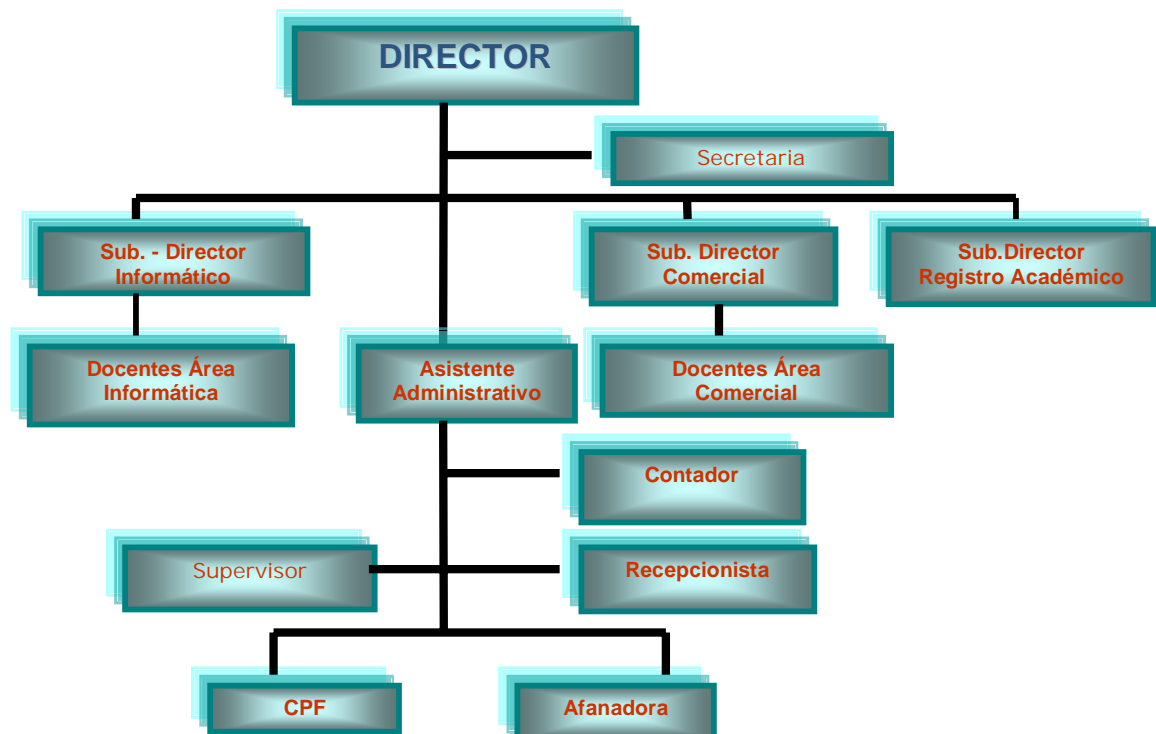 DIRECTOR
Secretaria
Sub. - Director
Informático
Sub. Director
Comercial
Sub.Director
Registro Académico
Docentes Área
Informática
Asistente
Administrativo
Docentes Área
Comercial
Contador
Supervisor
Recepcionista
CPF
Afanadora